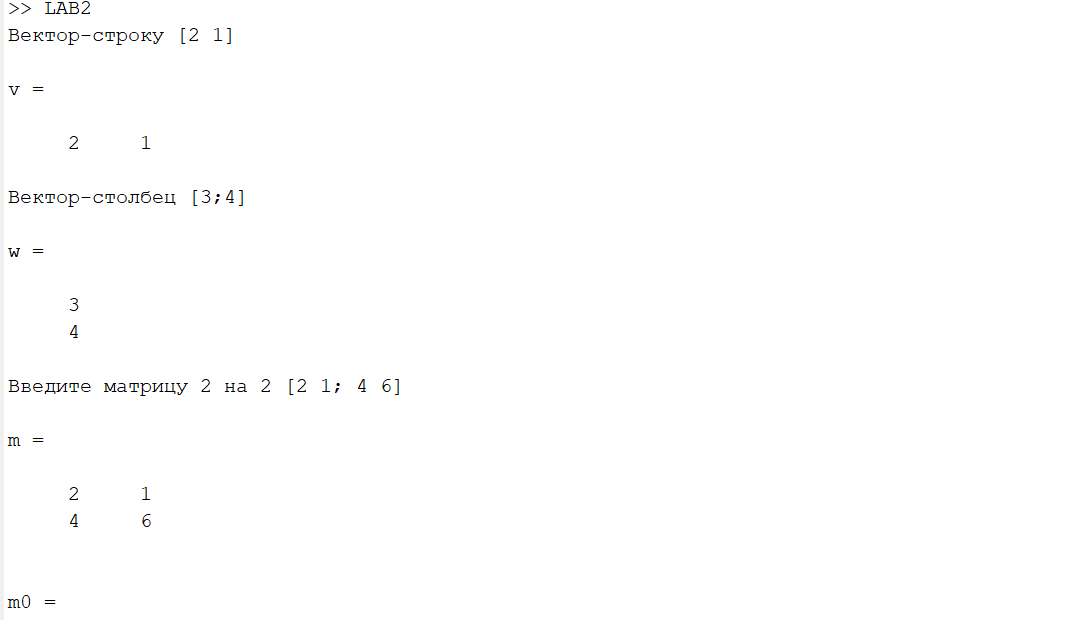 >> LAB2
Вектор-строку [2 1]
v =
2 1
Вектор-столбец [3;4]
w =
3
4
Введите матрицу 2 на 2 [2 1; 4 6]
m =
2 1
4 6
m0 =